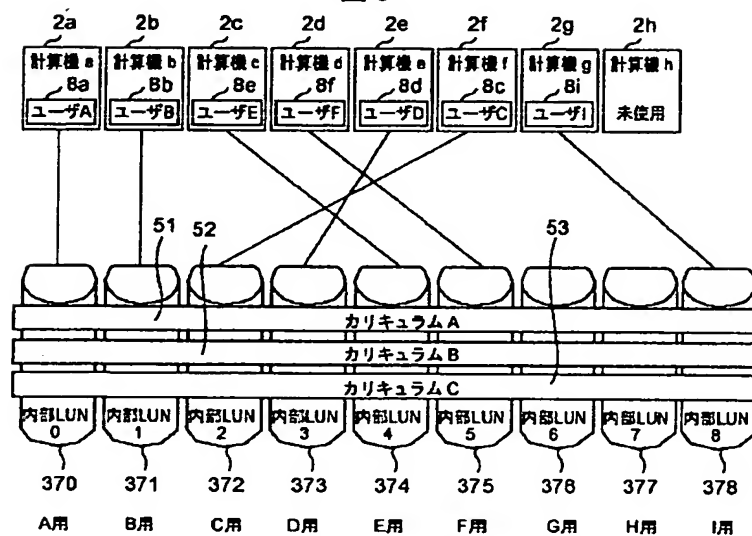 2a 2b 2c 2d 2e 2f 2g 2h
計算機a 計算機b 計算機c 計算機d 計算機e 計算機f 計算機g 計算機h
8a 8b 8e 8f 8d 8c 8i
ユーザA ユーザB ユーザE ユーザF ユーザD ユーザC ユーザI 未使用
51 52 53
カリキュラムA
カリキュラムB
カリキュラムC
内部LUN 内部LUN 内部LUN 内部LUN 内部LUN 内部LUN 内部LUN 内部LUN 内部LUN
0 1 2 3 4 5 6 7 8
370 371 372 373 374 375 376 377 378
A用 B用 C用 D用 E用 F用 G用 H用 I用